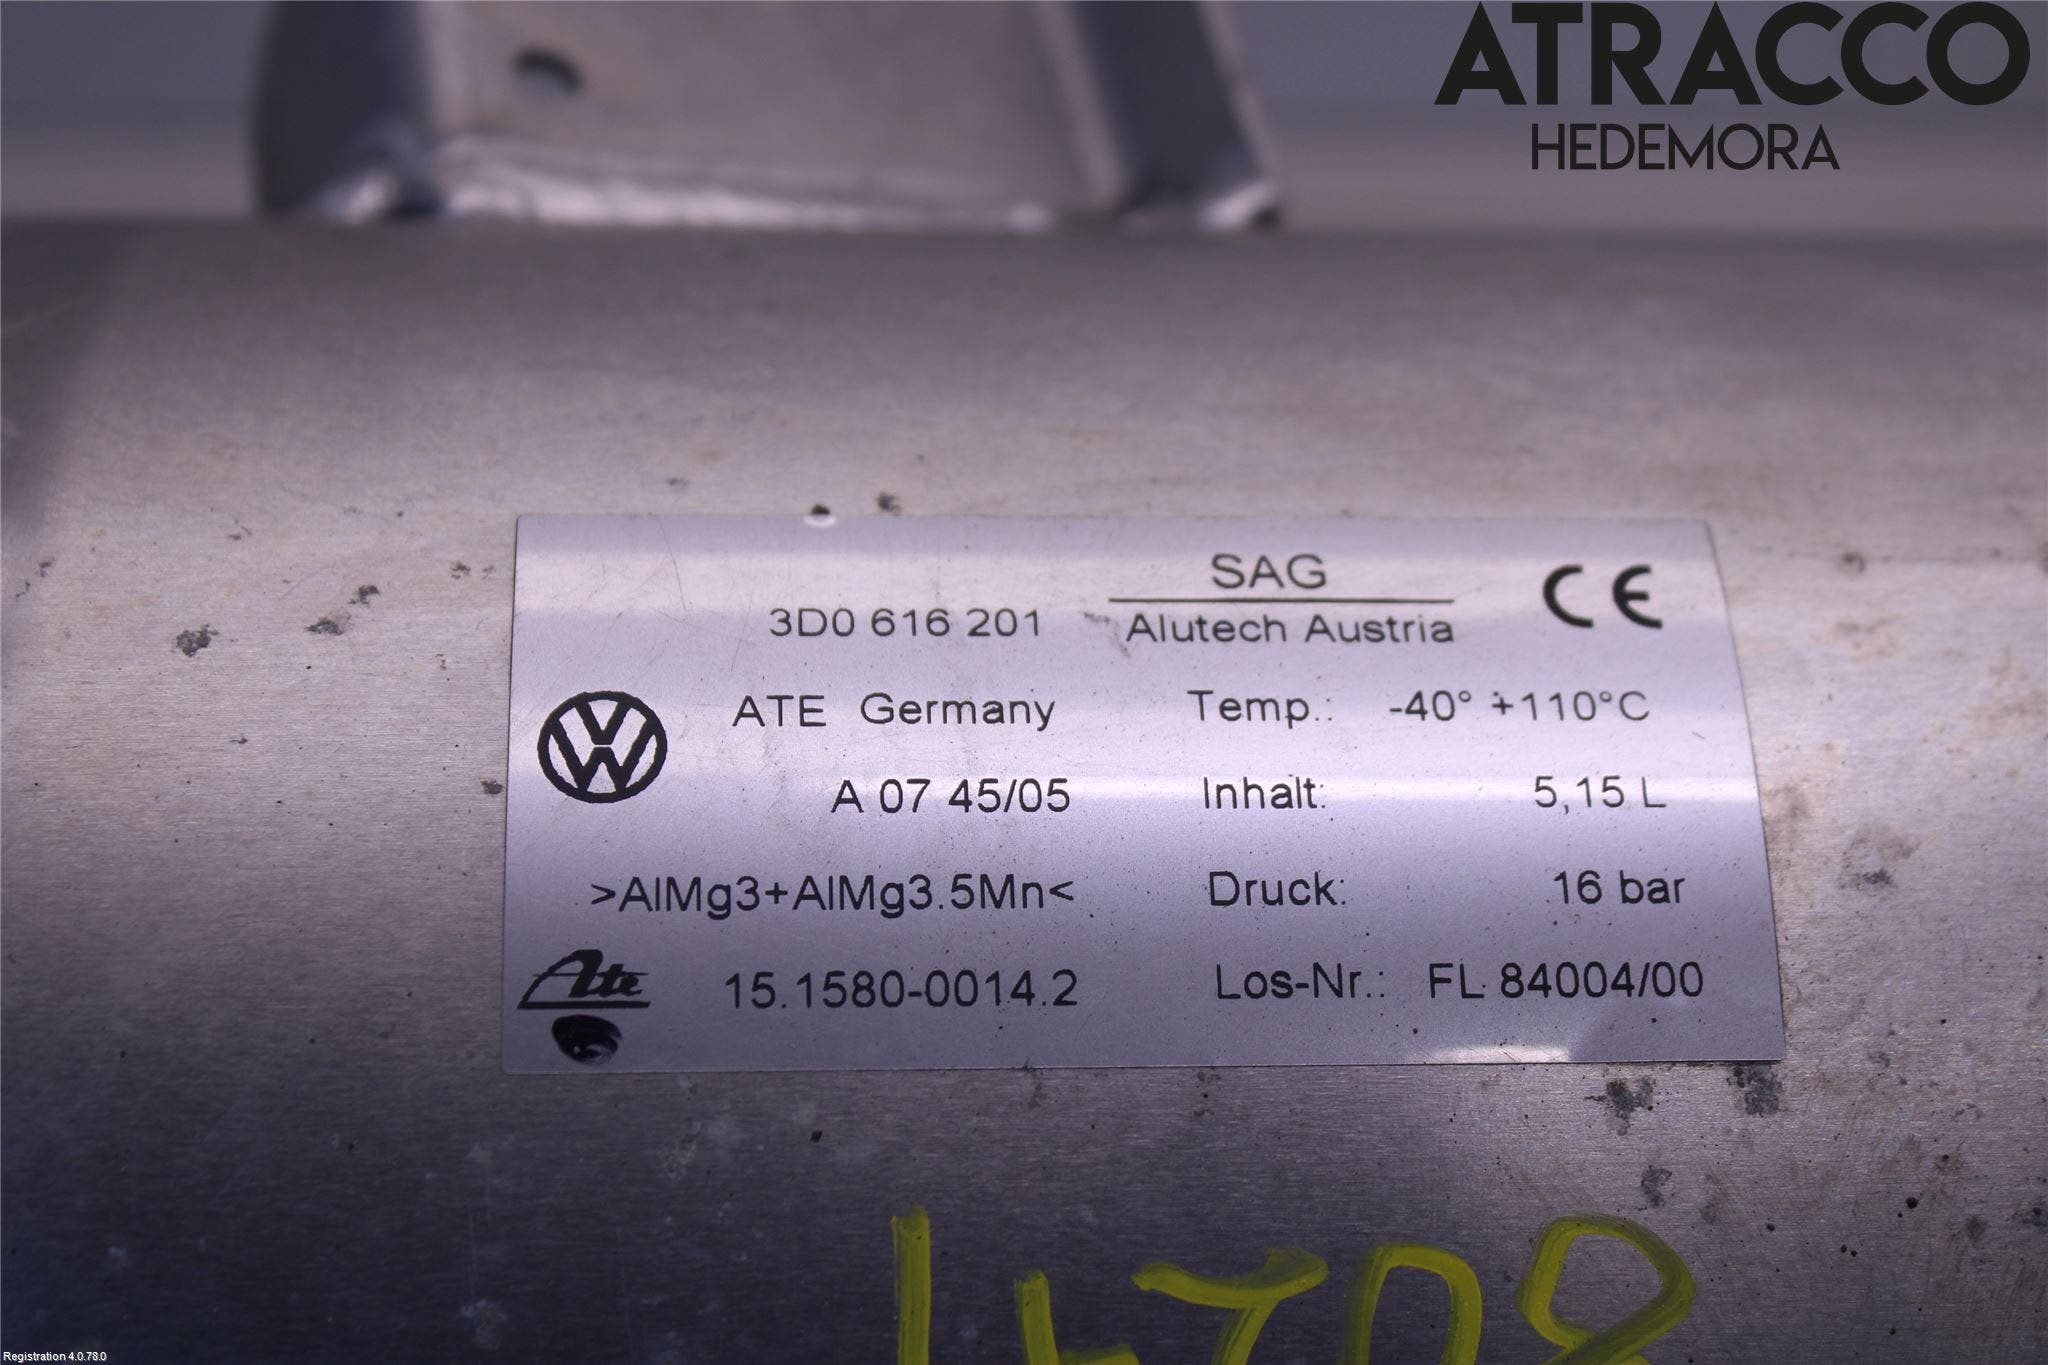 ATRACCO
HEDEMORA
3D0 616 201
SAG
Alutech Austria
CE
ATE Germany
Temp.: -40° +110°C
A 07 45/05
Inhalt: 5,15 L
>AlMg3+AlMg3.5Mn<
Druck: 16 bar
Ate
15.1580-0014.2
Los-Nr.: FL 84004/00
Registration 4.0.78.0